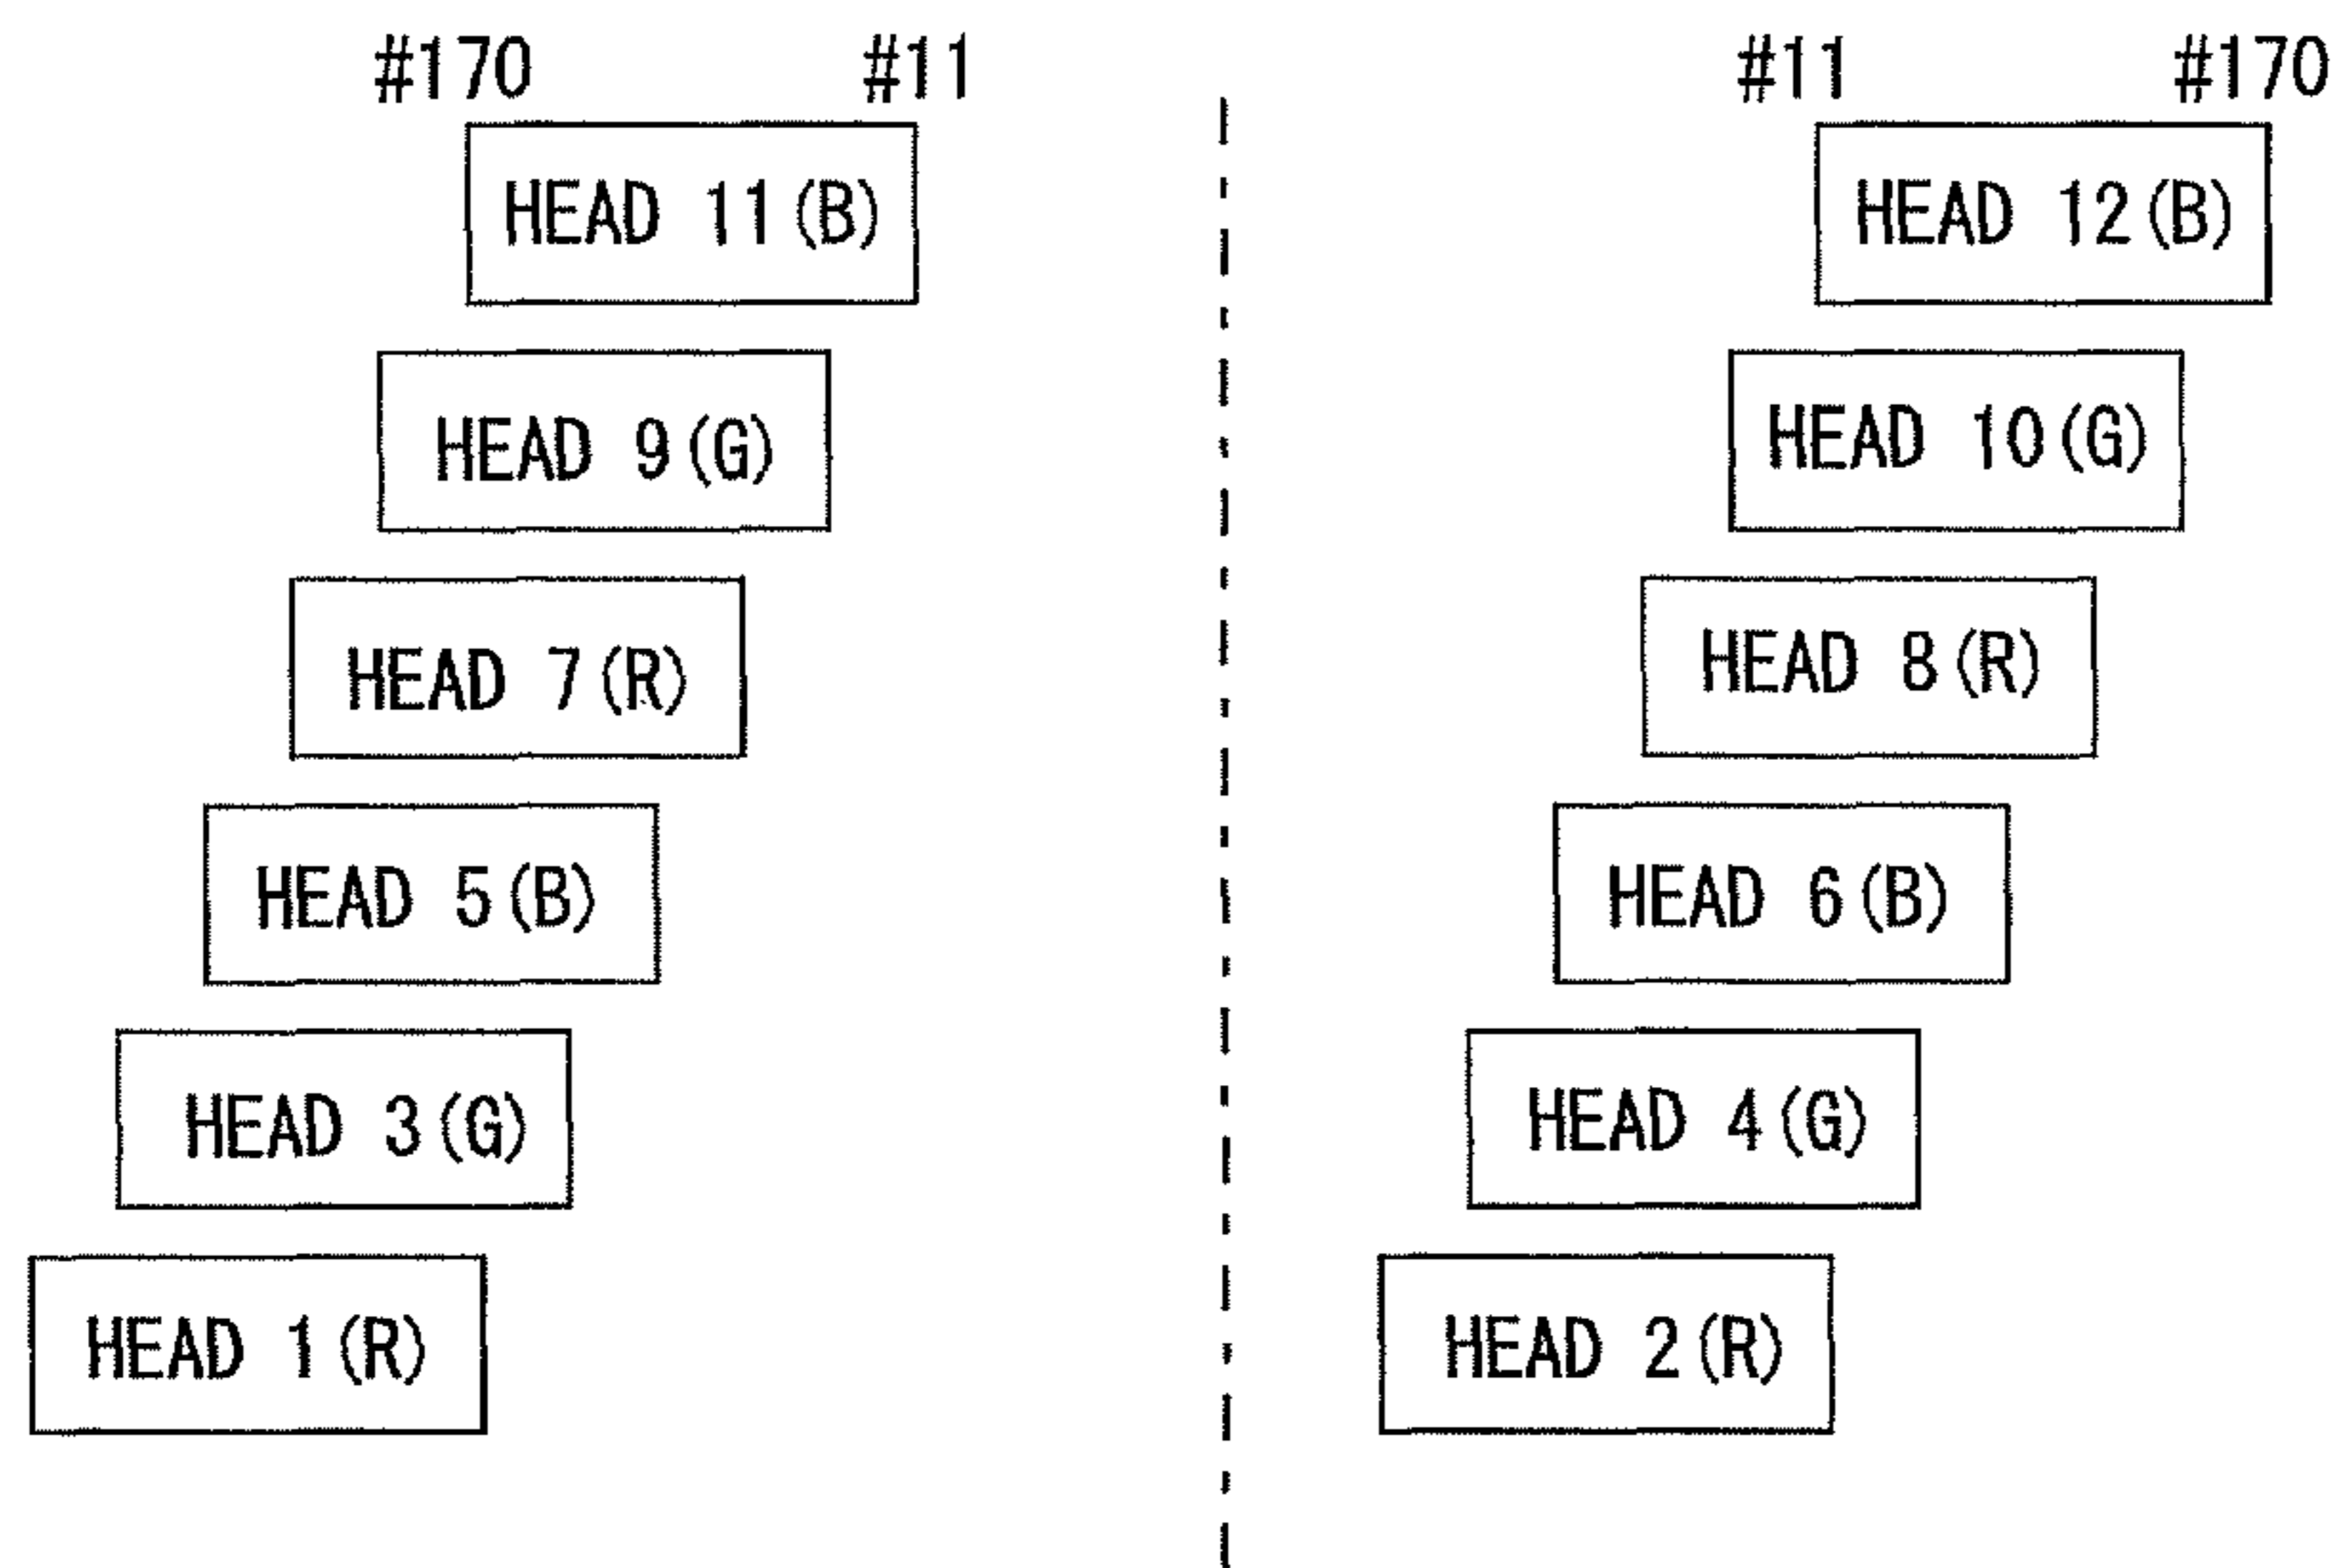 #170 #11 #11 #170
HEAD 11(B) HEAD 12(B)
HEAD 9(G) HEAD 10(G)
HEAD 7(R) HEAD 8(R)
HEAD 5(B) HEAD 6(B)
HEAD 3(G) HEAD 4(G)
HEAD 1(R) HEAD 2(R)